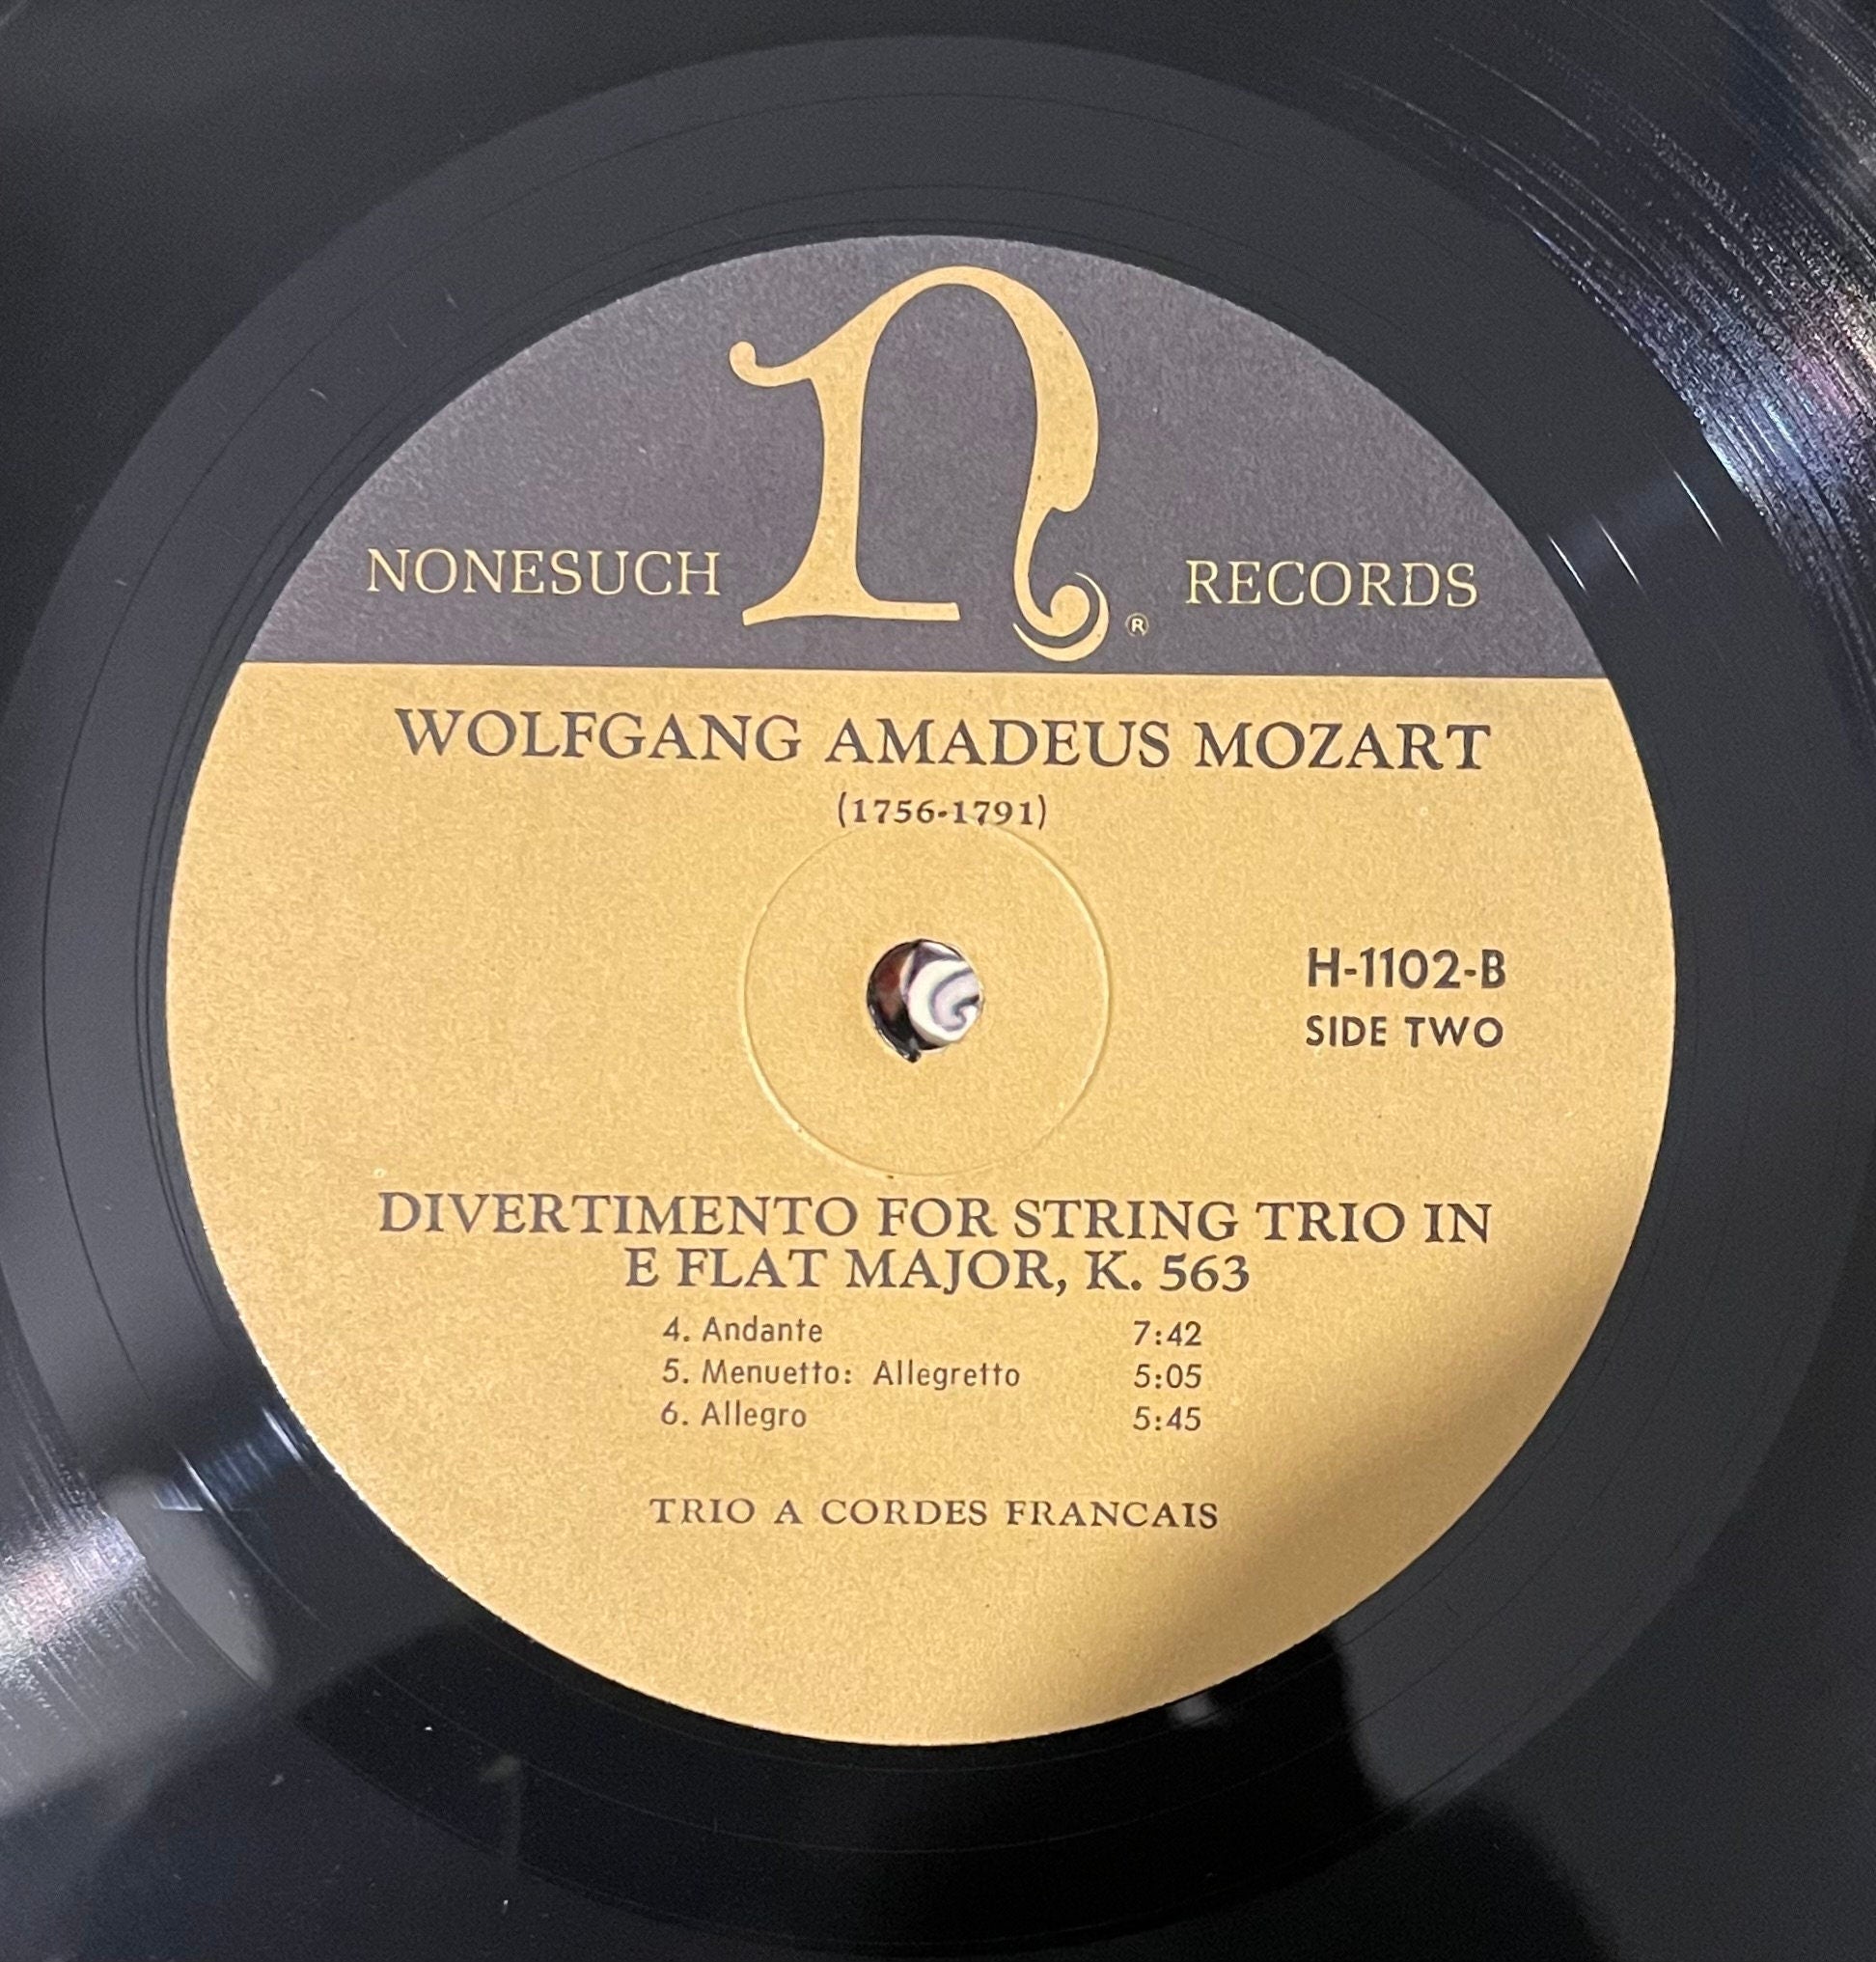 n
NONESUCH RECORDS
®
WOLFGANG AMADEUS MOZART
(1756-1791)
H-1102-B
SIDE TWO
DIVERTIMENTO FOR STRING TRIO IN
E FLAT MAJOR, K. 563
4. Andante 7:42
5. Menuetto: Allegretto 5:05
6. Allegro 5:45
TRIO A CORDES FRANCAIS